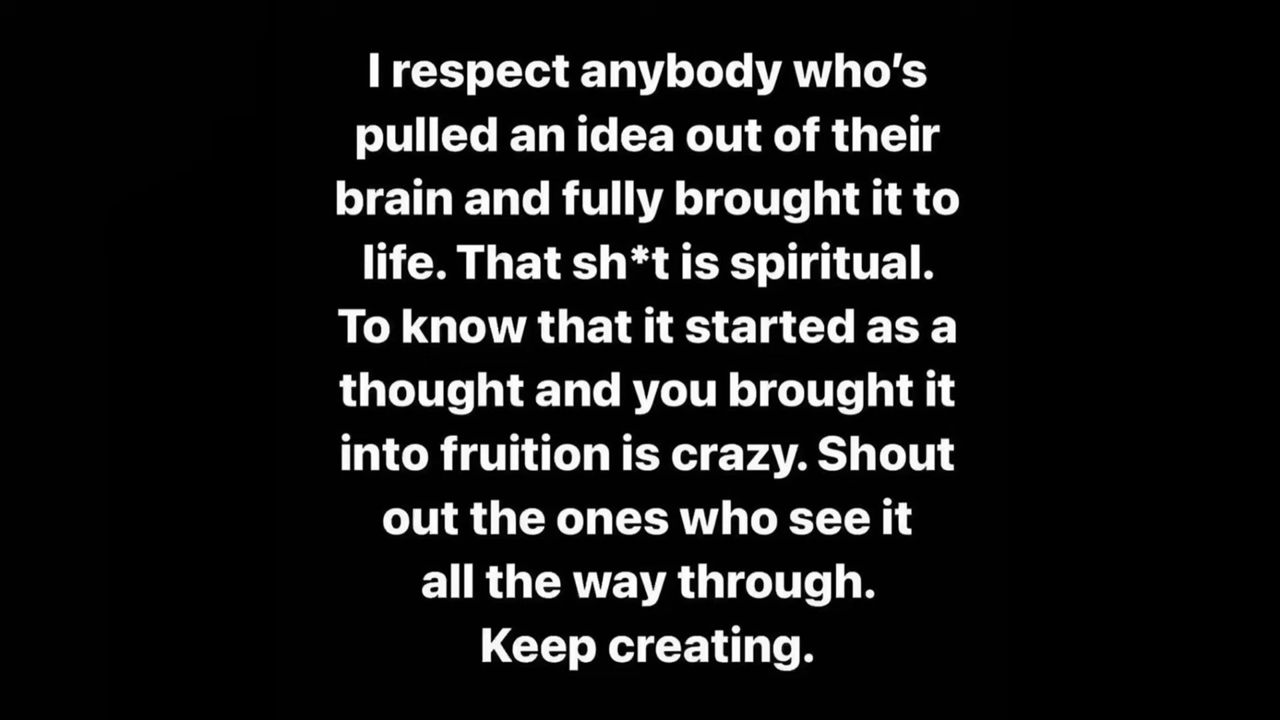 I respect anybody who’s
pulled an idea out of their
brain and fully brought it to
life. That sh*t is spiritual.
To know that it started as a
thought and you brought it
into fruition is crazy. Shout
out the ones who see it
all the way through.
Keep creating.